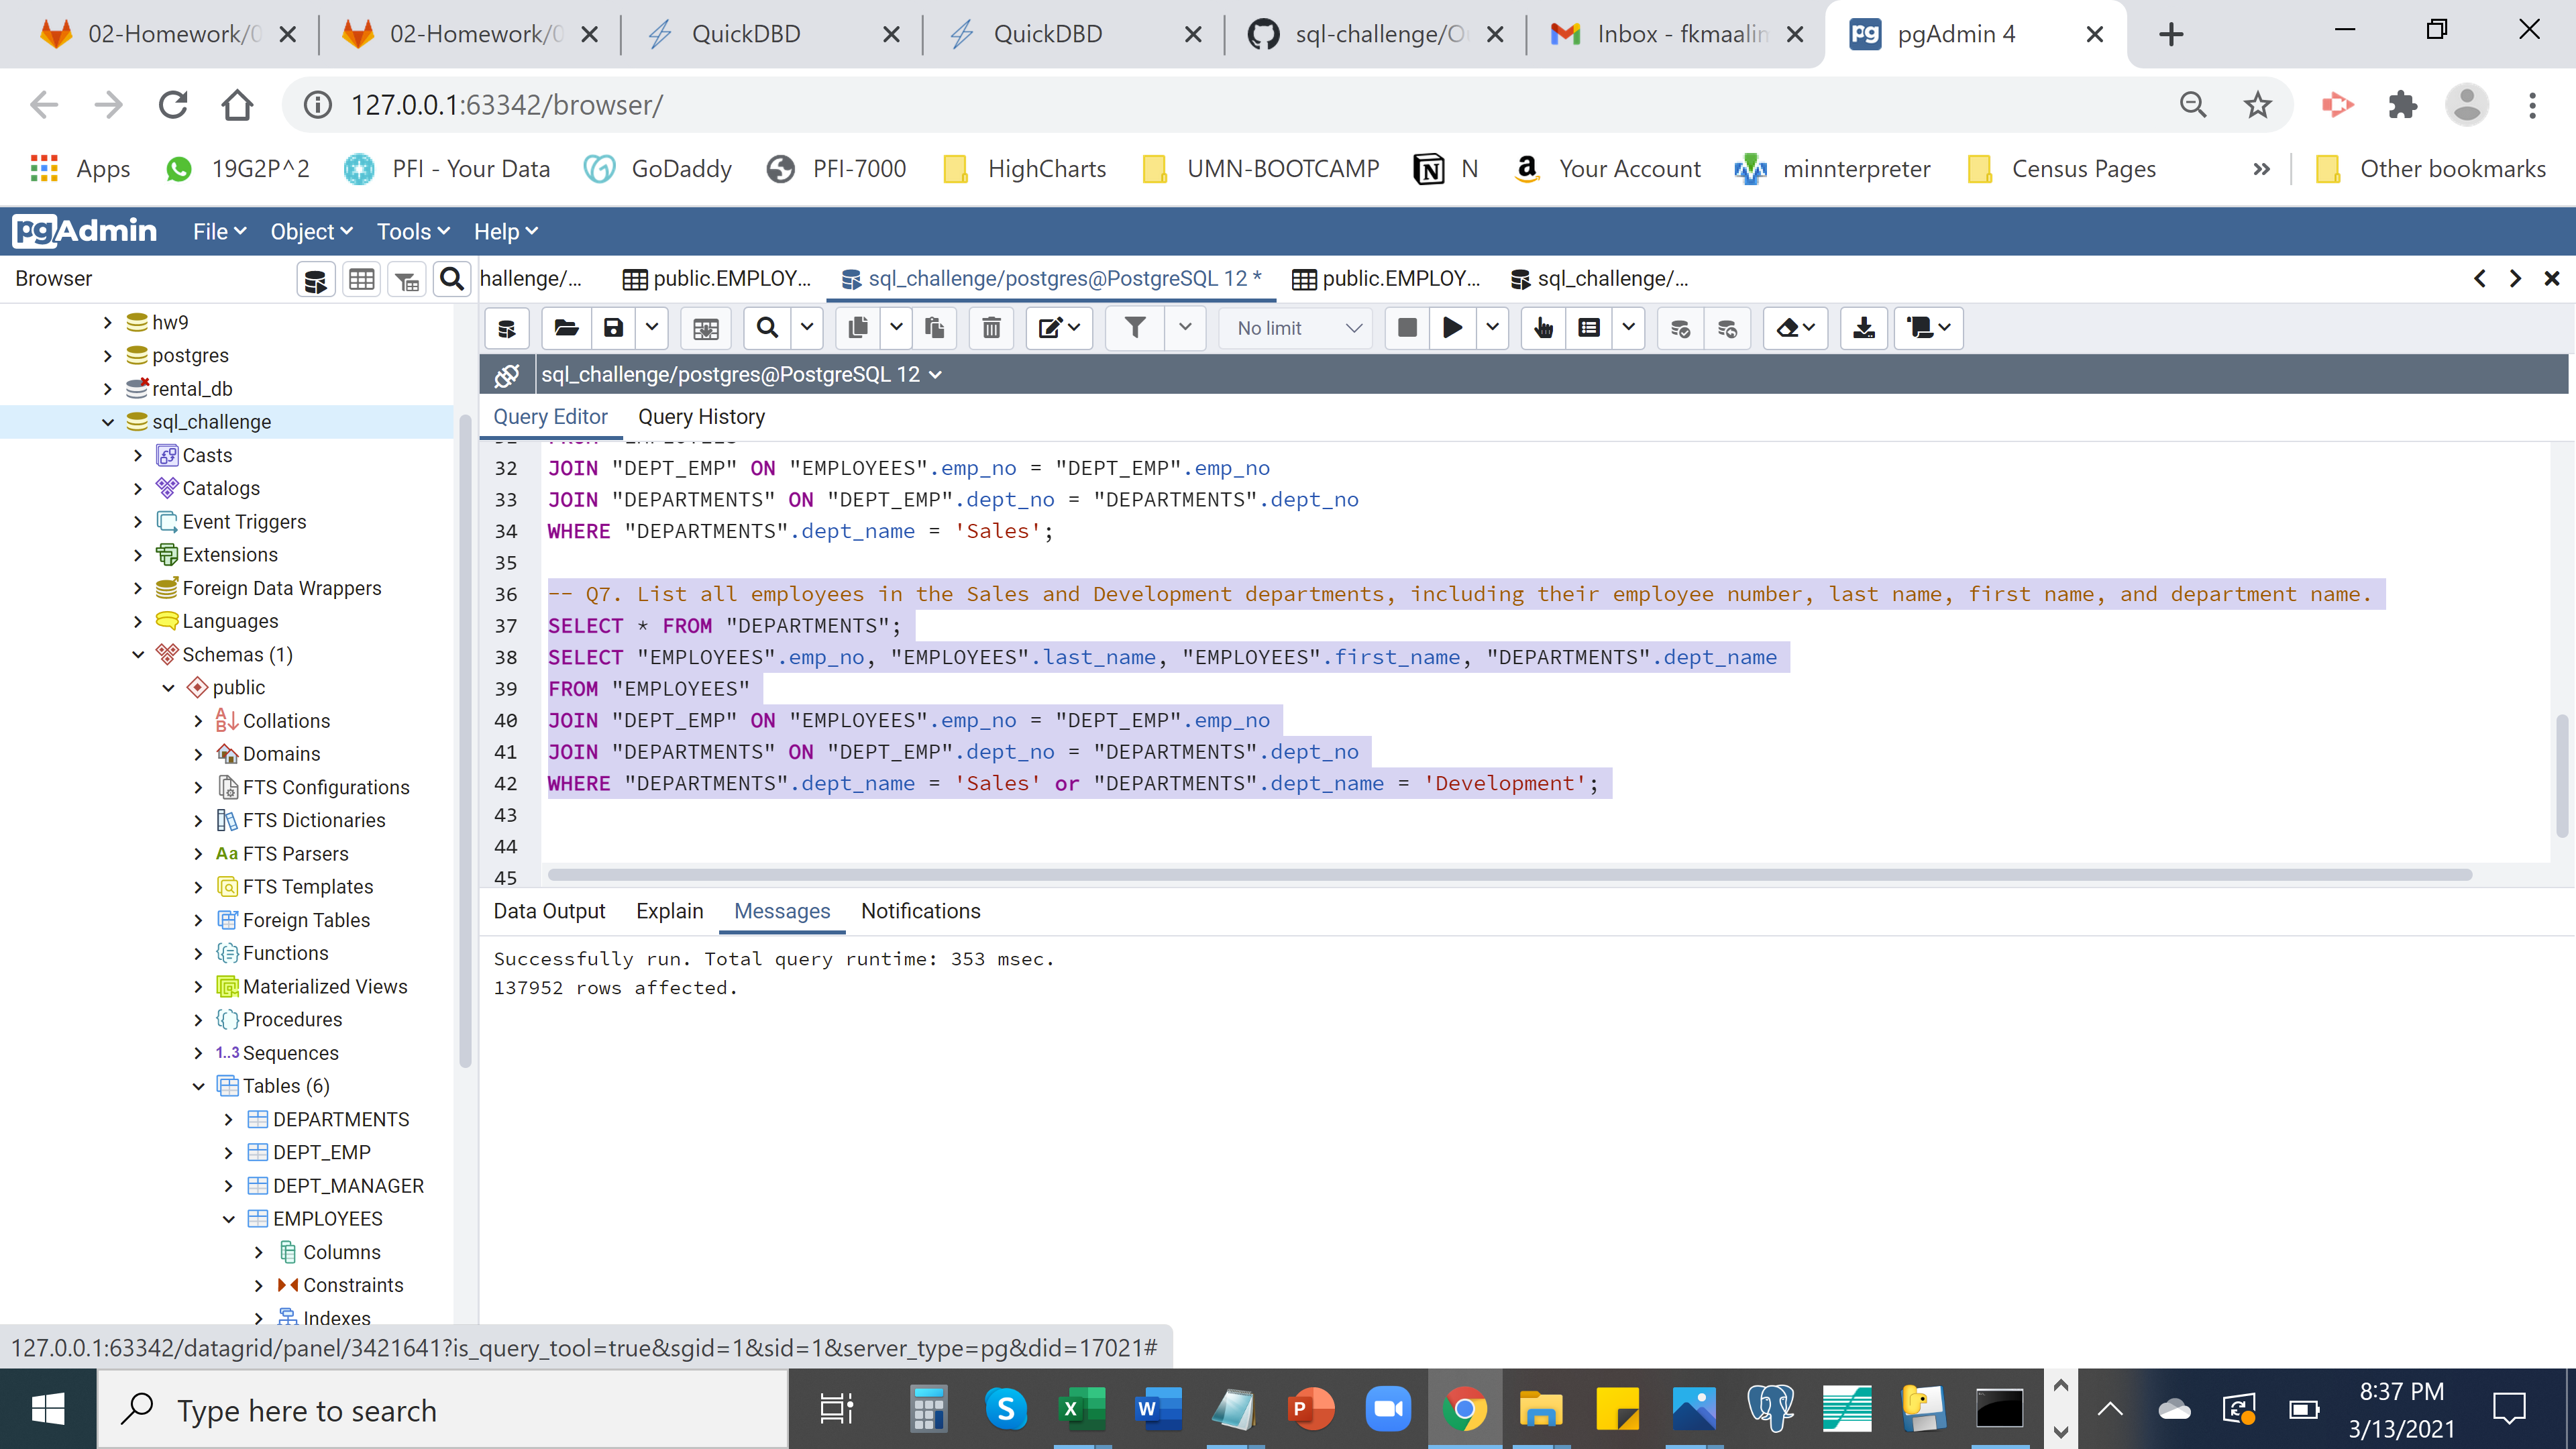 02-Homework/0
02-Homework/0
QuickDBD
QuickDBD
sql-challenge/O
Inbox - fkmaalin
pg
pgAdmin 4
127.0.0.1:63342/browser/
Apps
19G2P^2
PFI - Your Data
GoDaddy
PFI-7000
HighCharts
UMN-BOOTCAMP
N
Your Account
minnterpreter
Census Pages
»
Other bookmarks
pgAdmin
File
Object
Tools
Help
Browser
hallenge/...
public.EMPLOY...
sql_challenge/postgres@PostgreSQL 12 *
public.EMPLOY...
sql_challenge/...
No limit
sql_challenge/postgres@PostgreSQL 12
Query Editor
Query History
hw9
postgres
rental_db
sql_challenge
Casts
Catalogs
Event Triggers
Extensions
Foreign Data Wrappers
Languages
Schemas (1)
public
Collations
Domains
FTS Configurations
FTS Dictionaries
Aa FTS Parsers
FTS Templates
Foreign Tables
Functions
Materialized Views
Procedures
1..3 Sequences
Tables (6)
DEPARTMENTS
DEPT_EMP
DEPT_MANAGER
EMPLOYEES
Columns
Constraints
Indexes
32 JOIN "DEPT_EMP" ON "EMPLOYEES".emp_no = "DEPT_EMP".emp_no
33 JOIN "DEPARTMENTS" ON "DEPT_EMP".dept_no = "DEPARTMENTS".dept_no
34 WHERE "DEPARTMENTS".dept_name = 'Sales';
35
36 -- Q7. List all employees in the Sales and Development departments, including their employee number, last name, first name, and department name.
37 SELECT * FROM "DEPARTMENTS";
38 SELECT "EMPLOYEES".emp_no, "EMPLOYEES".last_name, "EMPLOYEES".first_name, "DEPARTMENTS".dept_name
39 FROM "EMPLOYEES"
40 JOIN "DEPT_EMP" ON "EMPLOYEES".emp_no = "DEPT_EMP".emp_no
41 JOIN "DEPARTMENTS" ON "DEPT_EMP".dept_no = "DEPARTMENTS".dept_no
42 WHERE "DEPARTMENTS".dept_name = 'Sales' or "DEPARTMENTS".dept_name = 'Development';
43
44
45
Data Output
Explain
Messages
Notifications
Successfully run. Total query runtime: 353 msec.
137952 rows affected.
127.0.0.1:63342/datagrid/panel/3421641?is_query_tool=true&sgid=1&sid=1&server_type=pg&did=17021#
Type here to search
8:37 PM
3/13/2021